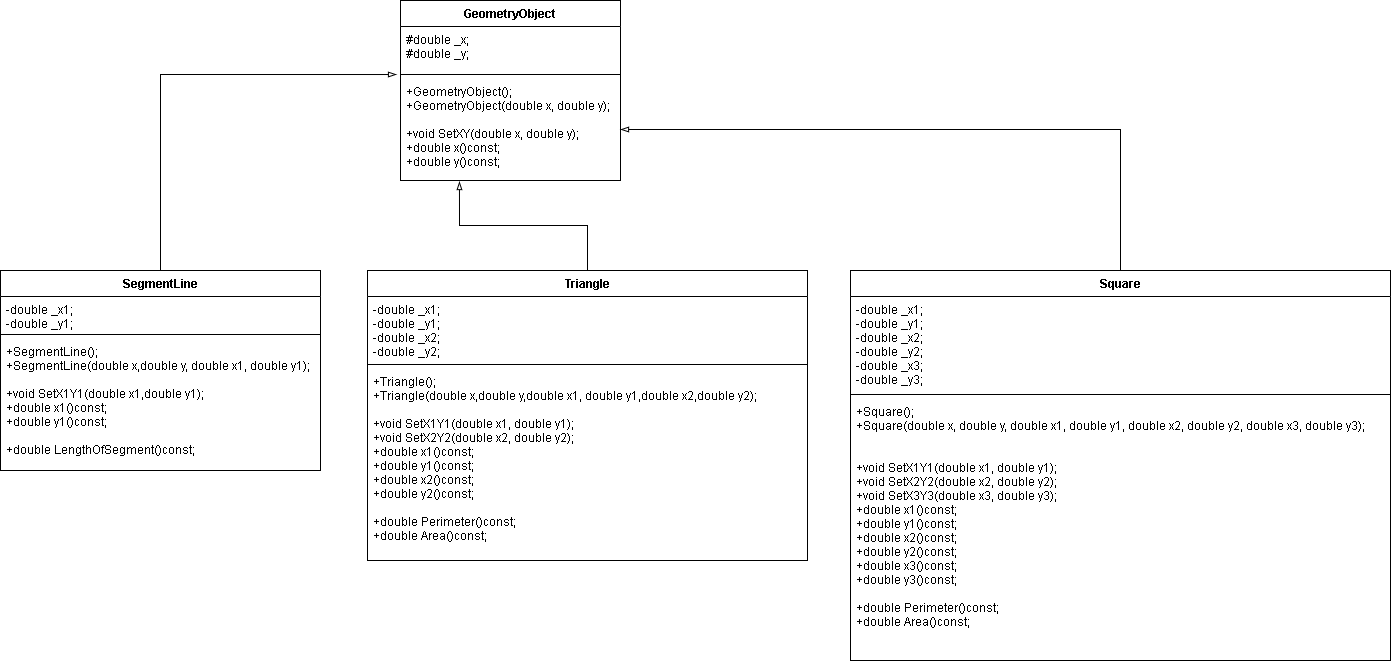 GeometryObject
#double _x;
#double _y;
+GeometryObject();
+GeometryObject(double x, double y);
+void SetXY(double x, double y);
+double x()const;
+double y()const;
SegmentLine
-double _x1;
-double _y1;
+SegmentLine();
+SegmentLine(double x,double y, double x1, double y1);
+void SetX1Y1(double x1,double y1);
+double x1()const;
+double y1()const;
+double LengthOfSegment()const;
Triangle
-double _x1;
-double _y1;
-double _x2;
-double _y2;
+Triangle();
+Triangle(double x,double y,double x1, double y1,double x2,double y2);
+void SetX1Y1(double x1, double y1);
+void SetX2Y2(double x2, double y2);
+double x1()const;
+double y1()const;
+double x2()const;
+double y2()const;
+double Perimeter()const;
+double Area()const;
Square
-double _x1;
-double _y1;
-double _x2;
-double _y2;
-double _x3;
-double _y3;
+Square();
+Square(double x, double y, double x1, double y1, double x2, double y2, double x3, double y3);
+void SetX1Y1(double x1, double y1);
+void SetX2Y2(double x2, double y2);
+void SetX3Y3(double x3, double y3);
+double x1()const;
+double y1()const;
+double x2()const;
+double y2()const;
+double x3()const;
+double y3()const;
+double Perimeter()const;
+double Area()const;